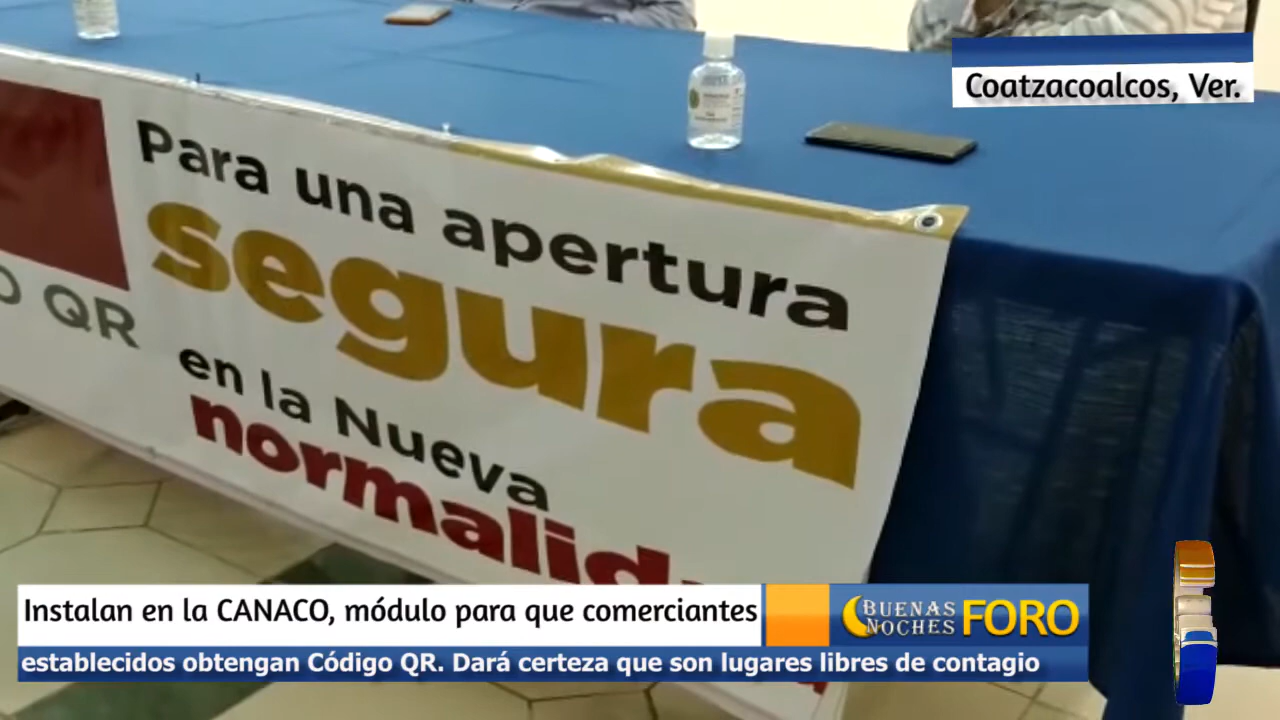 Coatzacoalcos, Ver.
Para una apertura
segura
en la Nueva
QR
Instalan en la CANACO, módulo para que comerciantes
BUENAS
NOCHES
FORO
establecidos obtengan Código QR. Dará certeza que son lugares libres de contagio